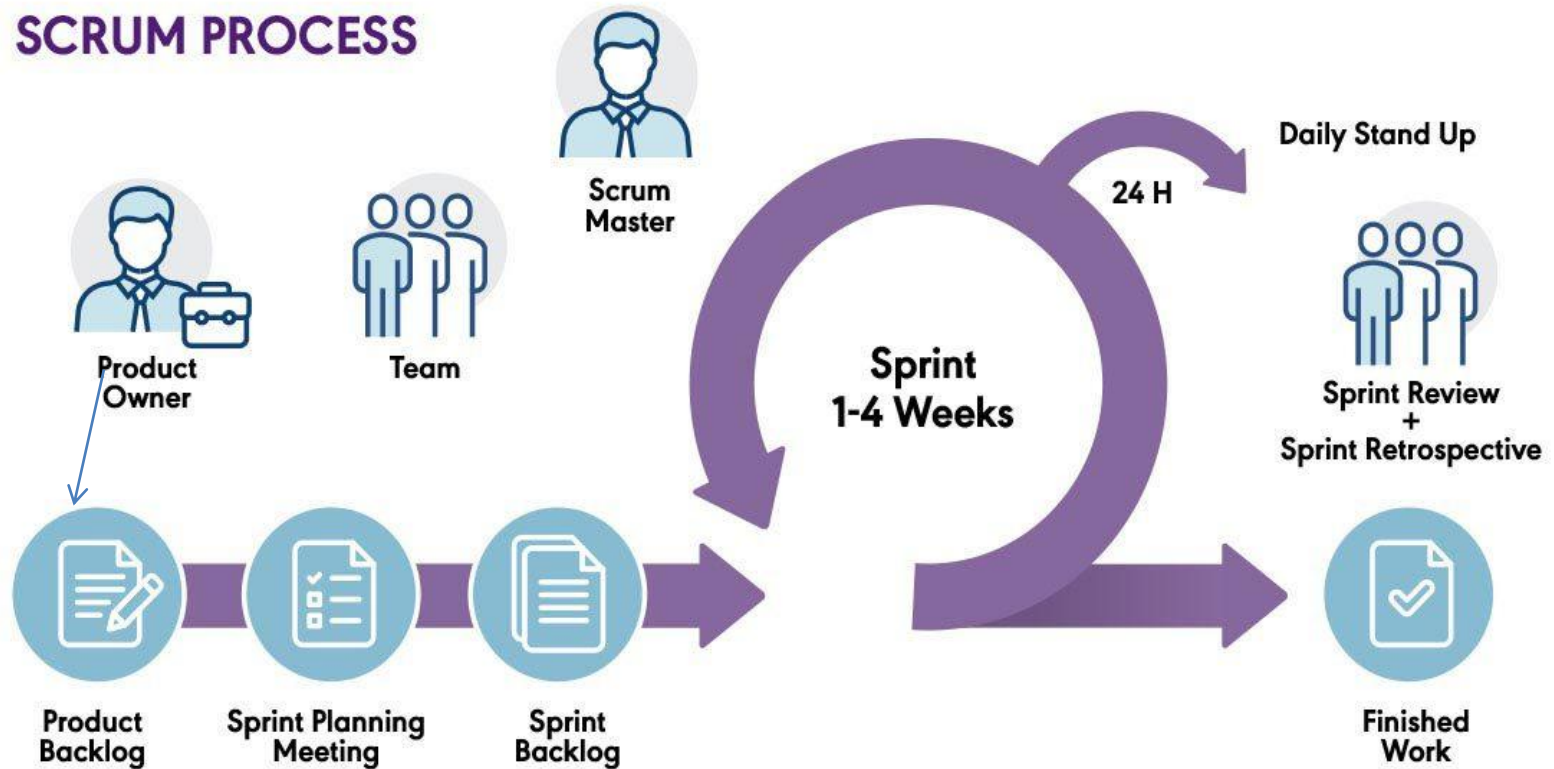 SCRUM PROCESS
Scrum
Master
Product
Owner
Team
Daily Stand Up
24 H
Sprint
1-4 Weeks
Sprint Review
+
Sprint Retrospective
Product
Backlog
Sprint Planning
Meeting
Sprint
Backlog
Finished
Work